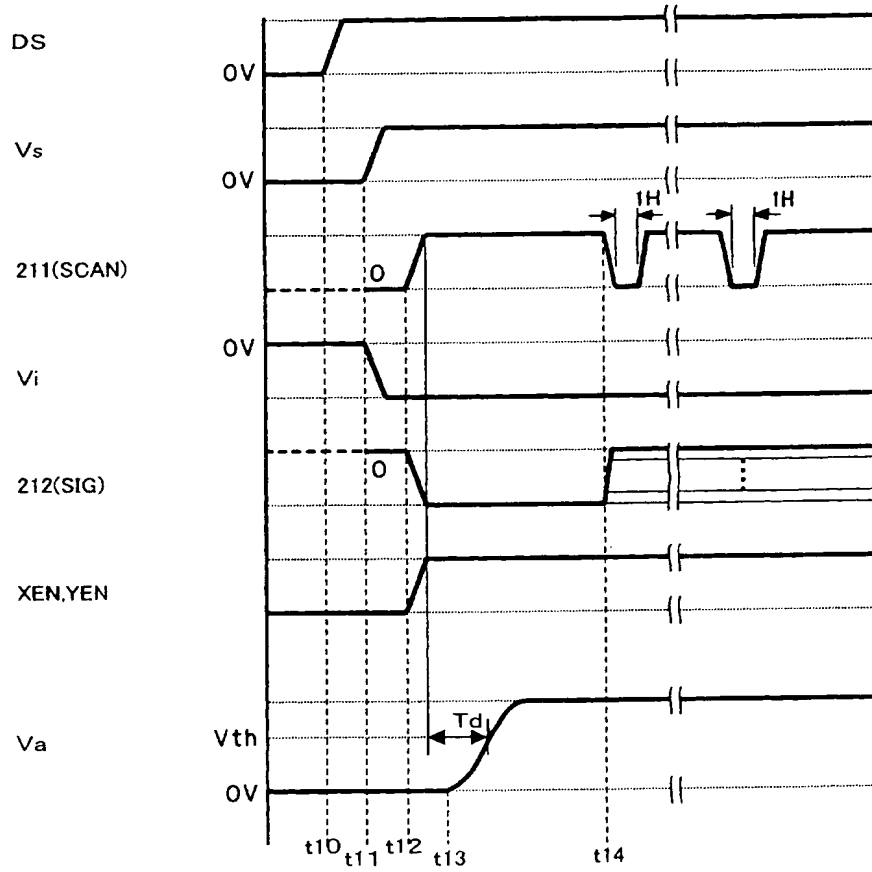 DS
0V
Vs
0V
1H 1H
211(SCAN)
0
0V
Vi
0
212(SIG)
XEN,YEN
Td
Va
Vth
0V
t10 t11 t12 t13 t14